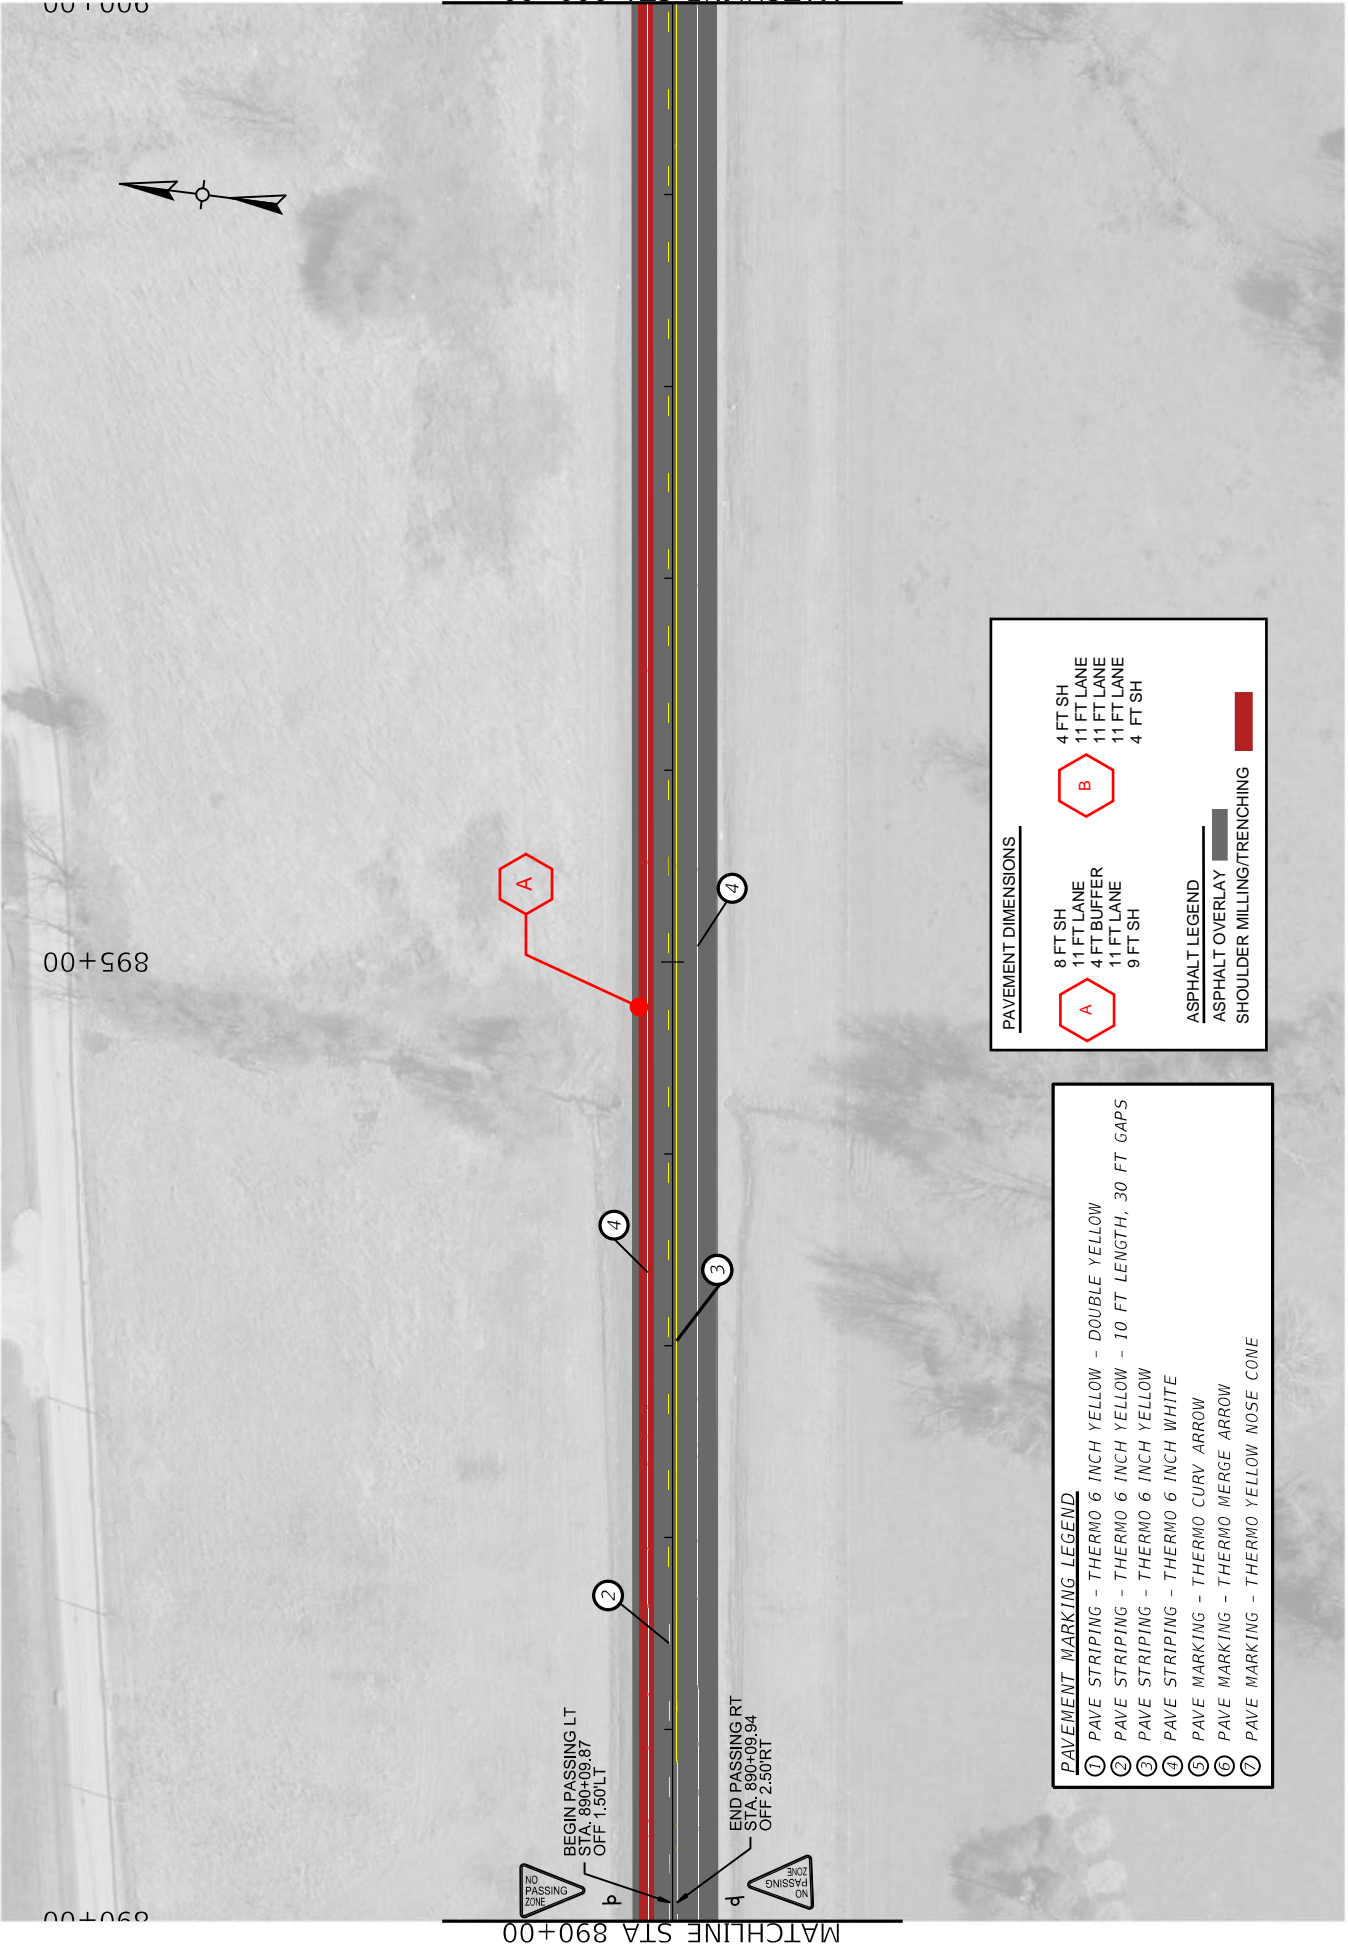 BEGIN PASSING LT
STA. 890+09.87
OFF 1.50'LT
NO
PASSING
ZONE
END PASSING RT
STA. 890+09.94
OFF 2.50'RT
NO
PASSING
ZONE
MATCHLINE STA 890+00
890+00
895+00
900+00
2
4
3
4
A
PAVEMENT MARKING LEGEND
1 PAVE STRIPING - THERMO 6 INCH YELLOW - DOUBLE YELLOW
2 PAVE STRIPING - THERMO 6 INCH YELLOW - 10 FT LENGTH, 30 FT GAPS
3 PAVE STRIPING - THERMO 6 INCH YELLOW
4 PAVE STRIPING - THERMO 6 INCH WHITE
5 PAVE MARKING - THERMO CURV ARROW
6 PAVE MARKING - THERMO MERGE ARROW
7 PAVE MARKING - THERMO YELLOW NOSE CONE
PAVEMENT DIMENSIONS
A
8 FT SH
11 FT LANE
4 FT BUFFER
11 FT LANE
9 FT SH
B
4 FT SH
11 FT LANE
11 FT LANE
11 FT LANE
4 FT SH
ASPHALT LEGEND
ASPHALT OVERLAY
SHOULDER MILLING/TRENCHING